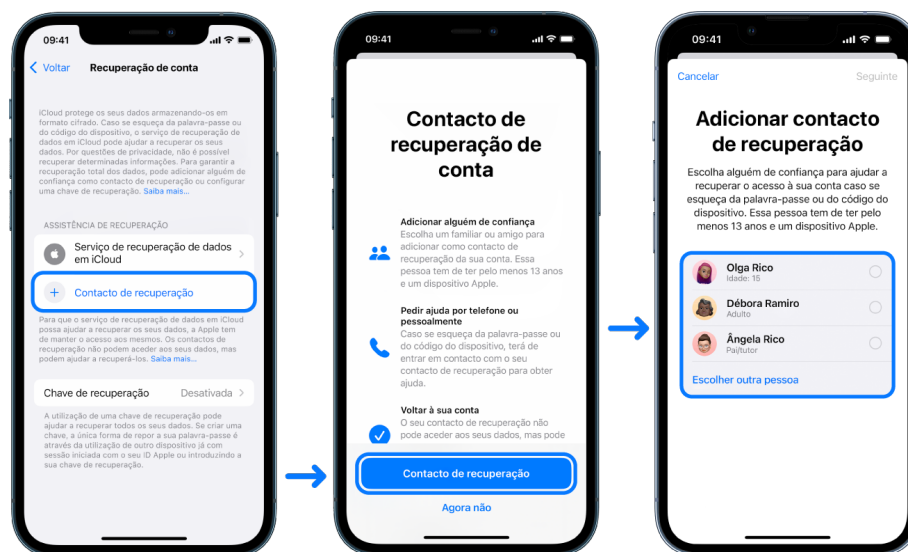 09:41
Voltar Recuperação de conta
iCloud protege os seus dados armazenando-os em
formato cifrado. Caso se esqueça da palavra-passe ou
do código do dispositivo, o serviço de recuperação de
dados em iCloud pode ajudar a recuperar os seus
dados. Por questões de privacidade, não é possível
recuperar determinadas informações. Para garantir a
recuperação total dos dados, pode adicionar alguém de
confiança como contacto de recuperação ou configurar
uma chave de recuperação. Saiba mais...
ASSISTÊNCIA DE RECUPERAÇÃO
Serviço de recuperação de dados
em iCloud
Contacto de recuperação
Para que o serviço de recuperação de dados em iCloud
possa ajudar a recuperar os seus dados, a Apple tem
de manter o acesso aos mesmos. Os contactos de
recuperação não podem aceder aos seus dados, mas
podem ajudar a recuperá-los. Saiba mais...
Chave de recuperação Desativada
A utilização de uma chave de recuperação pode
ajudar a recuperar todos os seus dados. Se criar uma
chave, a única forma de repor a sua palavra-passe é
através da utilização de outro dispositivo já com
sessão iniciada com o seu ID Apple ou introduzindo a
sua chave de recuperação.
09:41
Contacto de
recuperação de
conta
Adicionar alguém de confiança
Escolha um familiar ou amigo para
adicionar como contacto de
recuperação da sua conta. Essa
pessoa tem de ter pelo menos 13 anos
e um dispositivo Apple.
Pedir ajuda por telefone ou
pessoalmente
Caso se esqueça da palavra-passe ou
do código do dispositivo, terá de
entrar em contacto com o seu
contacto de recuperação para obter
ajuda.
Voltar à sua conta
O seu contacto de recuperação não
pode aceder aos seus dados, mas pode
Contacto de recuperação
Agora não
09:41
Cancelar Seguinte
Adicionar contacto
de recuperação
Escolha alguém de confiança para ajudar a
recuperar o acesso à sua conta caso se
esqueça da palavra-passe ou do código do
dispositivo. Essa pessoa tem de ter pelo
menos 13 anos e um dispositivo Apple.
Olga Rico
Idade: 15
Débora Ramiro
Adulto
Ângela Rico
Pai/tutor
Escolher outra pessoa